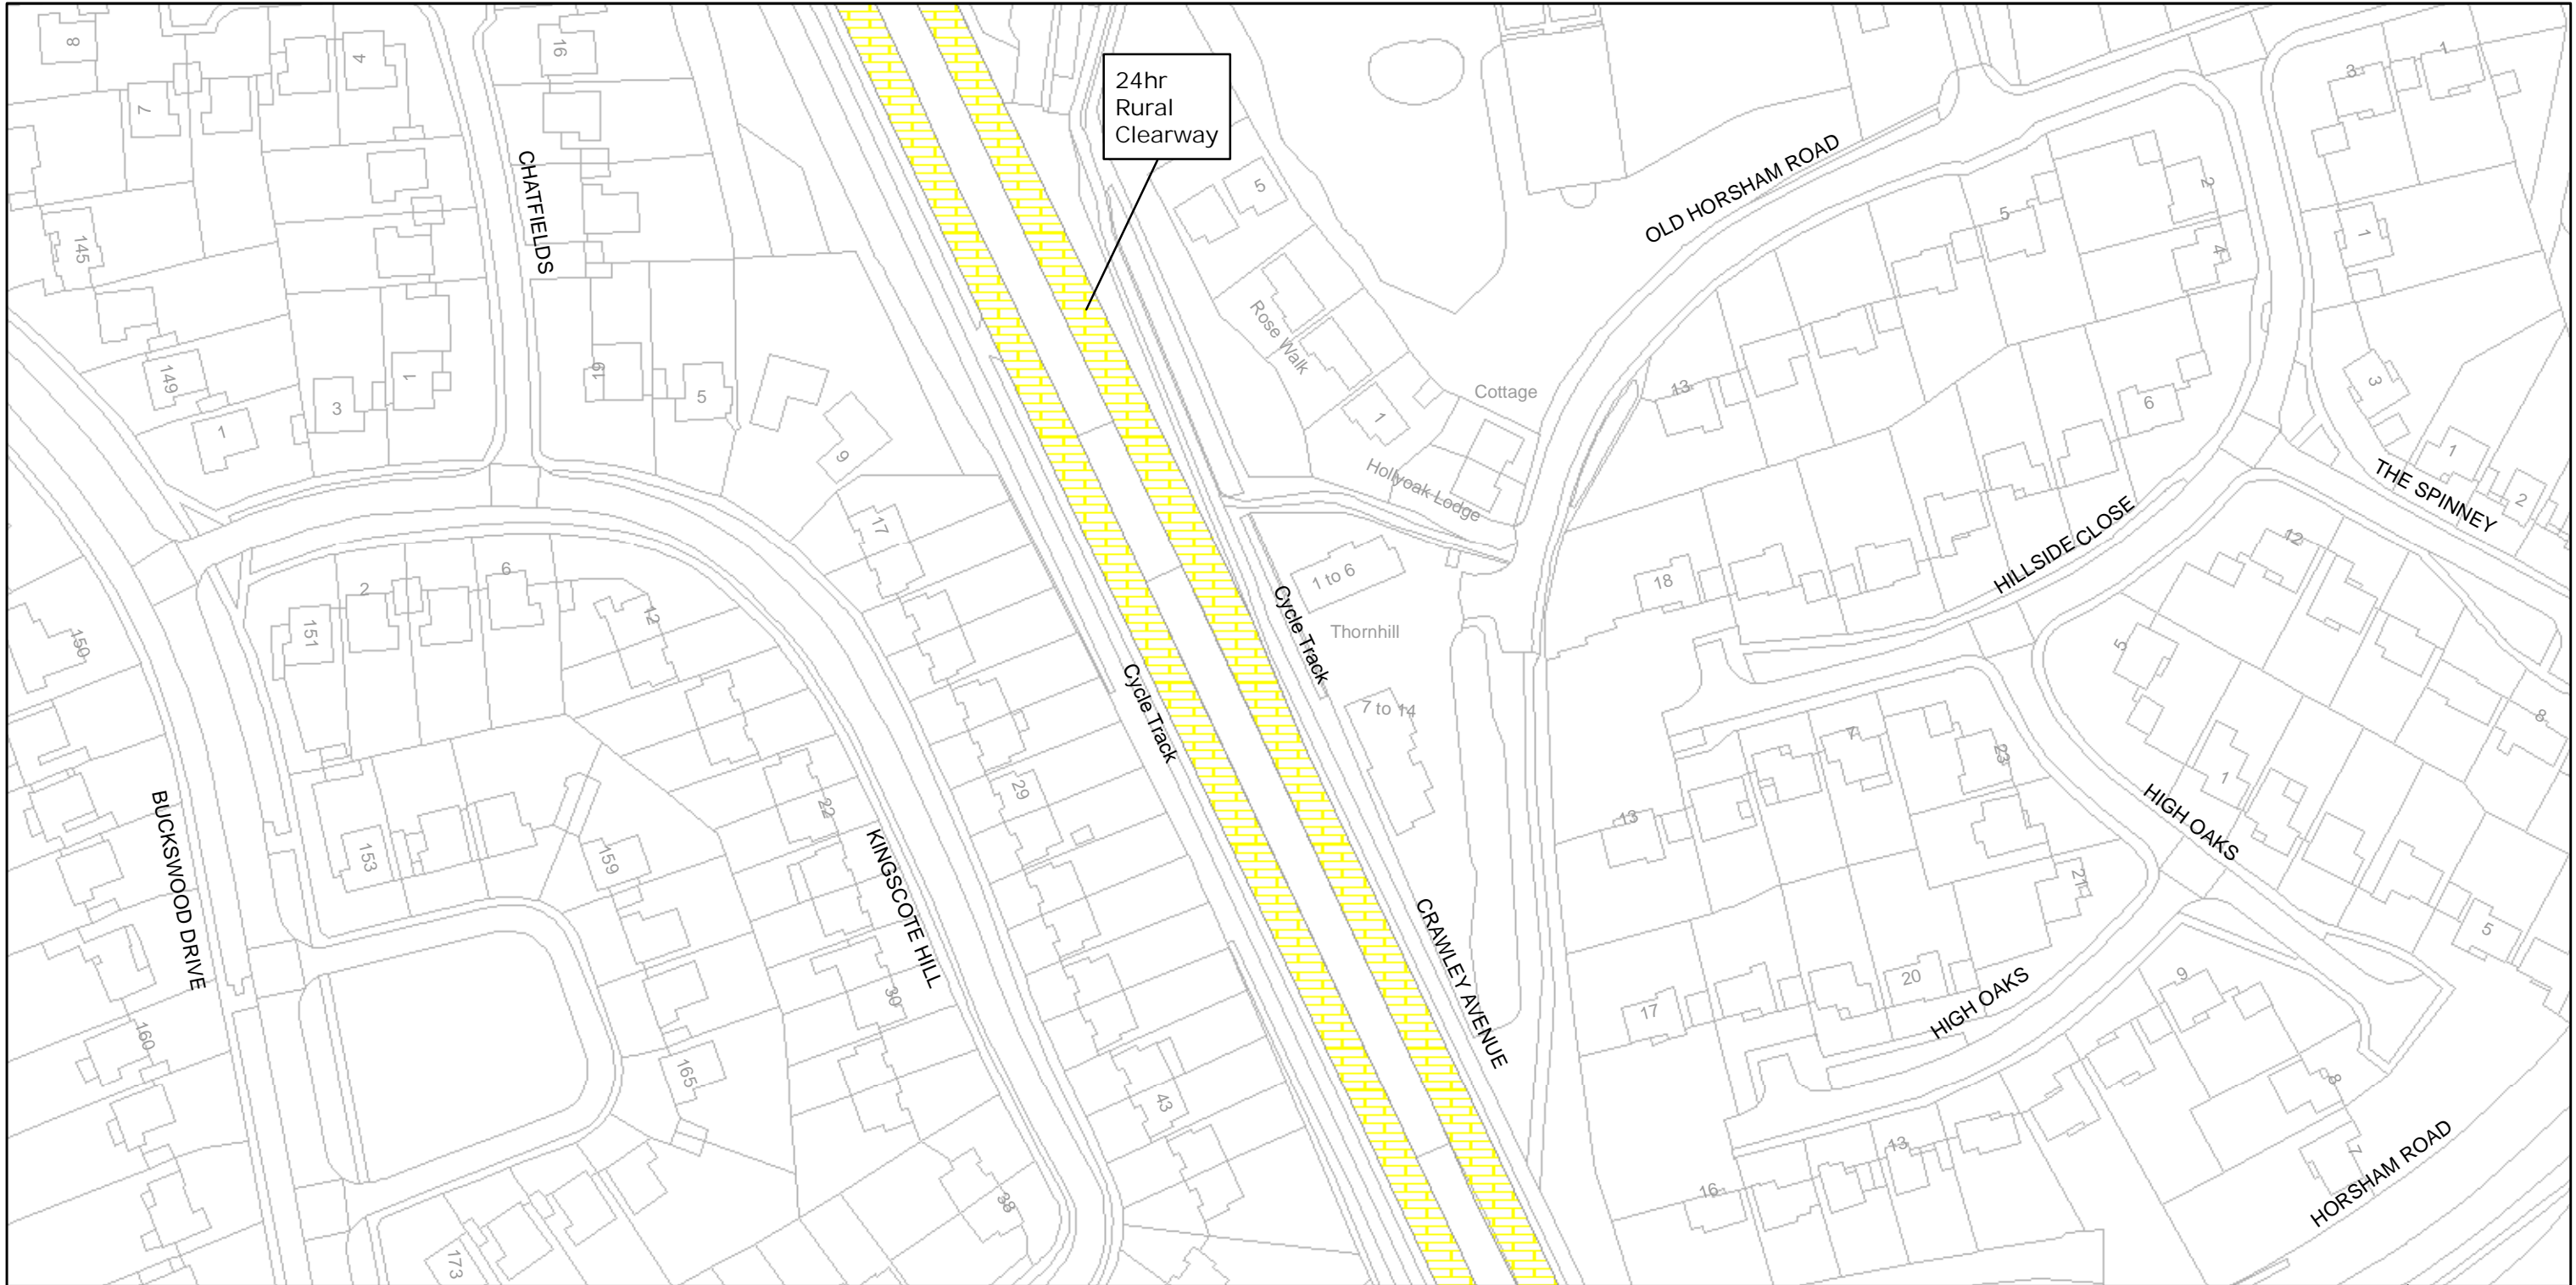 24hr
Rural
Clearway
8
4
7
16
CHATFIELDS
145
149
1
3
1
19
5
9
17
5
Rose Walk
1
Cottage
Hollyoak Lodge
OLD HORSHAM ROAD
5
2
4
13
6
3
1
1
3
1
2
THE SPINNEY
HILLSIDE CLOSE
18
12
5
1
8
5
150
151
2
6
12
22
29
Cycle Track
Cycle Track
1 to 6
Thornhill
7 to 14
153
159
165
160
173
BUCKSWOOD DRIVE
KINGSCOTE HILL
30
38
43
CRAWLEY AVENUE
13
7
23
21
20
17
HIGH OAKS
HIGH OAKS
9
8
7
13
16
HORSHAM ROAD